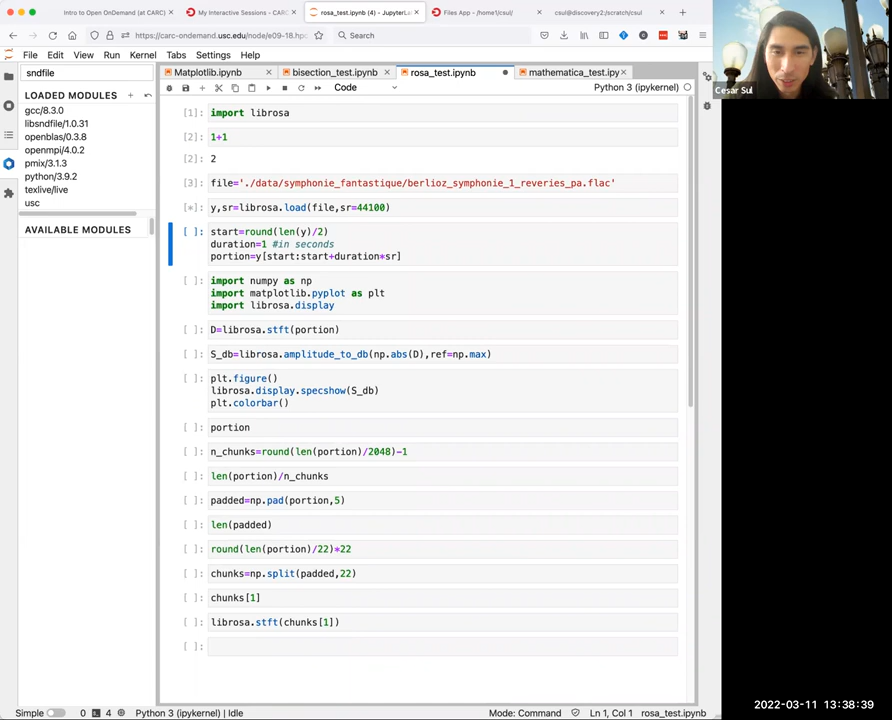 Intro to Open OnDemand (at CARC)
My Interactive Sessions - CARC
rosa_test.ipynb (4) - JupyterLa
Files App - /home1/csul/
csul@discovery2:/scratch/csul
https://carc-ondemand.usc.edu/node/e09-18.hpc
Search
File Edit View Run Kernel Tabs Settings Help
sndfile
Matplotlib.ipynb
bisection_test.ipynb
rosa_test.ipynb
mathematica_test.ipy
LOADED MODULES
Code
Python 3 (ipykernel)
Cesar Sul
gcc/8.3.0
libsndfile/1.0.31
openblas/0.3.8
openmpi/4.0.2
pmix/3.1.3
python/3.9.2
texlive/live
usc
AVAILABLE MODULES
[1]: import librosa
[2]: 1+1
[2]: 2
[3]: file='./data/symphonie_fantastique/berlioz_symphonie_1_reveries_pa.flac'
[*]: y,sr=librosa.load(file,sr=44100)
[ ]: start=round(len(y)/2)
duration=1 #in seconds
portion=y[start:start+duration*sr]
[ ]: import numpy as np
import matplotlib.pyplot as plt
import librosa.display
[ ]: D=librosa.stft(portion)
[ ]: S_db=librosa.amplitude_to_db(np.abs(D),ref=np.max)
[ ]: plt.figure()
librosa.display.specshow(S_db)
plt.colorbar()
[ ]: portion
[ ]: n_chunks=round(len(portion)/2048)-1
[ ]: len(portion)/n_chunks
[ ]: padded=np.pad(portion,5)
[ ]: len(padded)
[ ]: round(len(portion)/22)*22
[ ]: chunks=np.split(padded,22)
[ ]: chunks[1]
[ ]: librosa.stft(chunks[1])
[ ]:
Simple 0 4 Python 3 (ipykernel) | Idle
Mode: Command Ln 1, Col 1 rosa_test.ipynb
2022-03-11 13:38:39